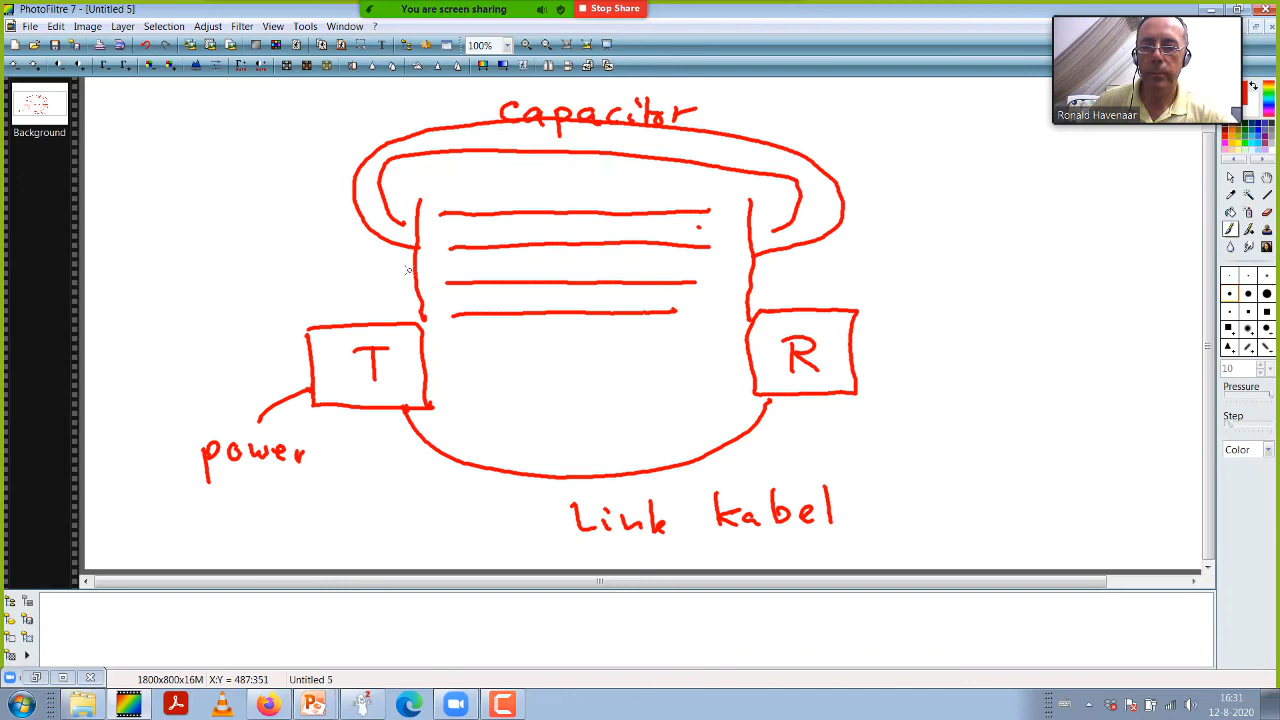 PhotoFiltre 7 - [Untitled 5]
You are screen sharing
Stop Share
File Edit Image Layer Selection Adjust Filter View Tools Window ?
100%
Ronald Havenaar
Background
capacitor
T
R
power
Link kabel
10
Pressure
Step
Color
1800x800x16M X:Y = 487:351 Untitled 5
16:31
12-8-2020